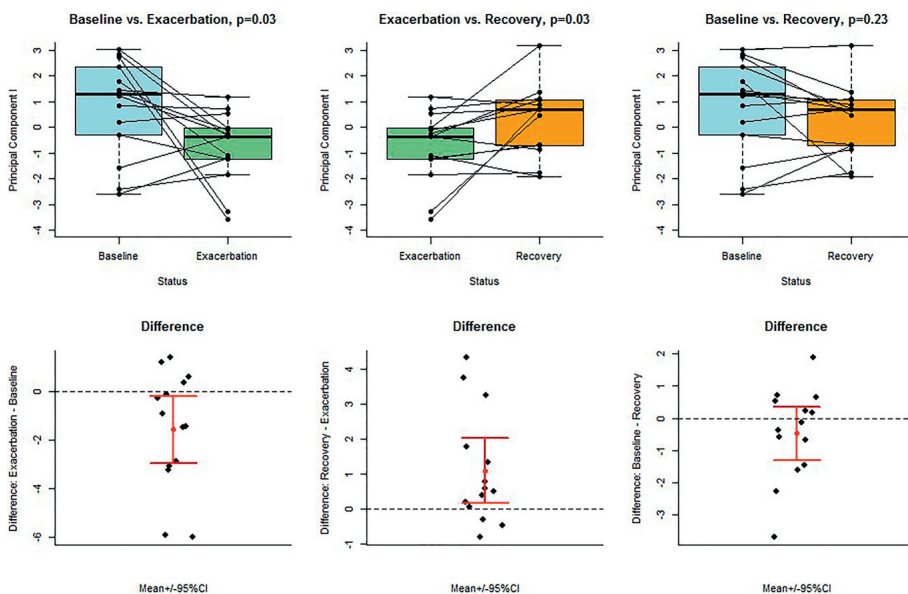 Baseline vs. Exacerbation, p=0.03
Principal Component I
3
2
1
0
-1
-2
-3
-4
Baseline
Exacerbation
Status
Exacerbation vs. Recovery, p=0.03
Principal Component I
3
2
1
0
-1
-2
-3
-4
Exacerbation
Recovery
Status
Baseline vs. Recovery, p=0.23
Principal Component I
3
2
1
0
-1
-2
-3
-4
Baseline
Recovery
Status
Difference
Difference: Exacerbation - Baseline
0
-2
-4
-6
Mean+/-95%CI
Difference
Difference: Recovery - Exacerbation
4
3
2
1
0
-1
Mean+/-95%CI
Difference
Difference: Baseline - Recovery
2
1
0
-1
-3
Mean+/-95%CI